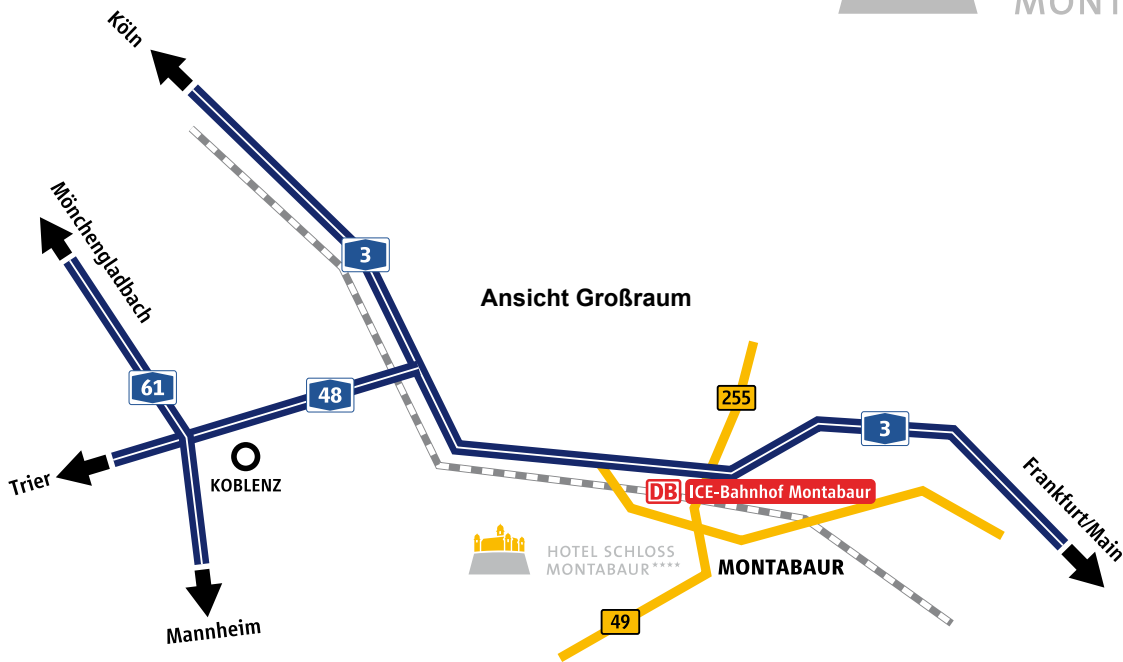 MONT
Köln
Mönchengladbach
3
Ansicht Großraum
61
48
255
3
Trier
KOBLENZ
DB ICE-Bahnhof Montabaur
Frankfurt/Main
HOTEL SCHLOSS
MONTABAUR****
MONTABAUR
49
Mannheim